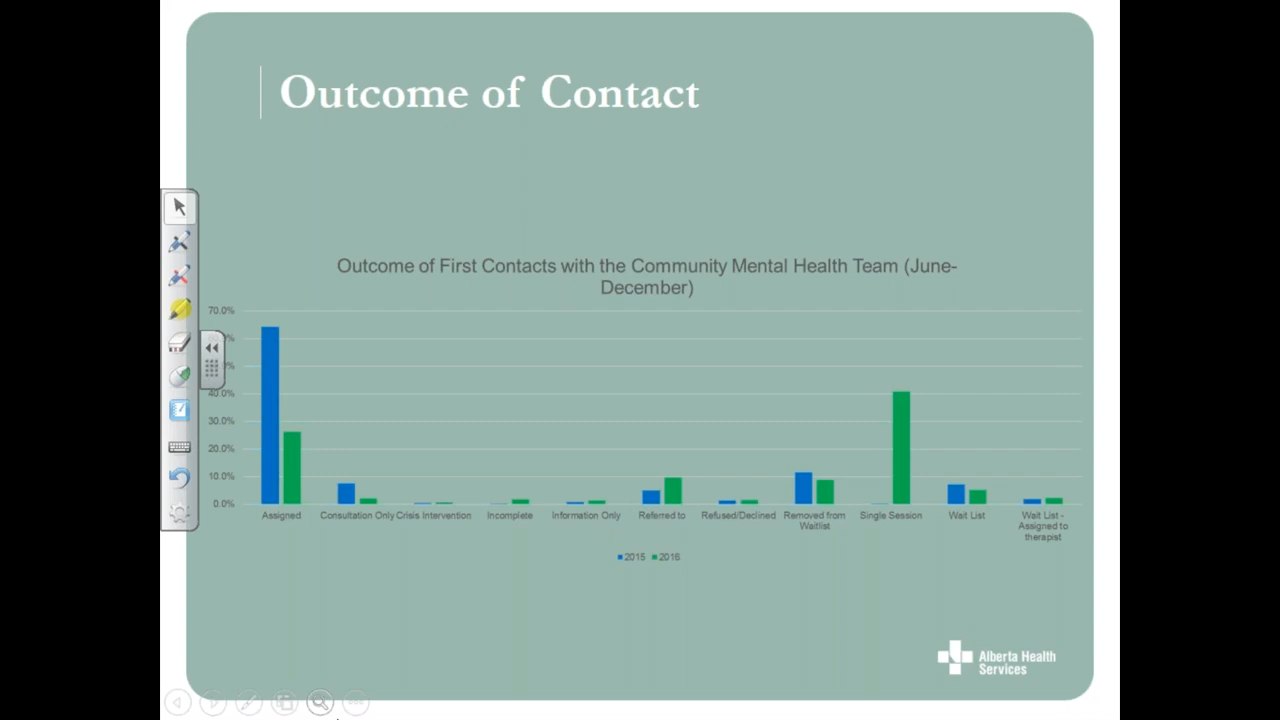 Outcome of Contact
Outcome of First Contacts with the Community Mental Health Team (June-
December)
70.0%
%
0%
40.0%
30.0%
20.0%
10.0%
0.0%
Assigned
Consultation Only
Crisis Intervention
Incomplete
Information Only
Referred to
Refused/Declined
Removed from
Waitlist
Single Session
Wait List
Wait List -
Assigned to
therapist
2015
2016
Alberta Health
Services